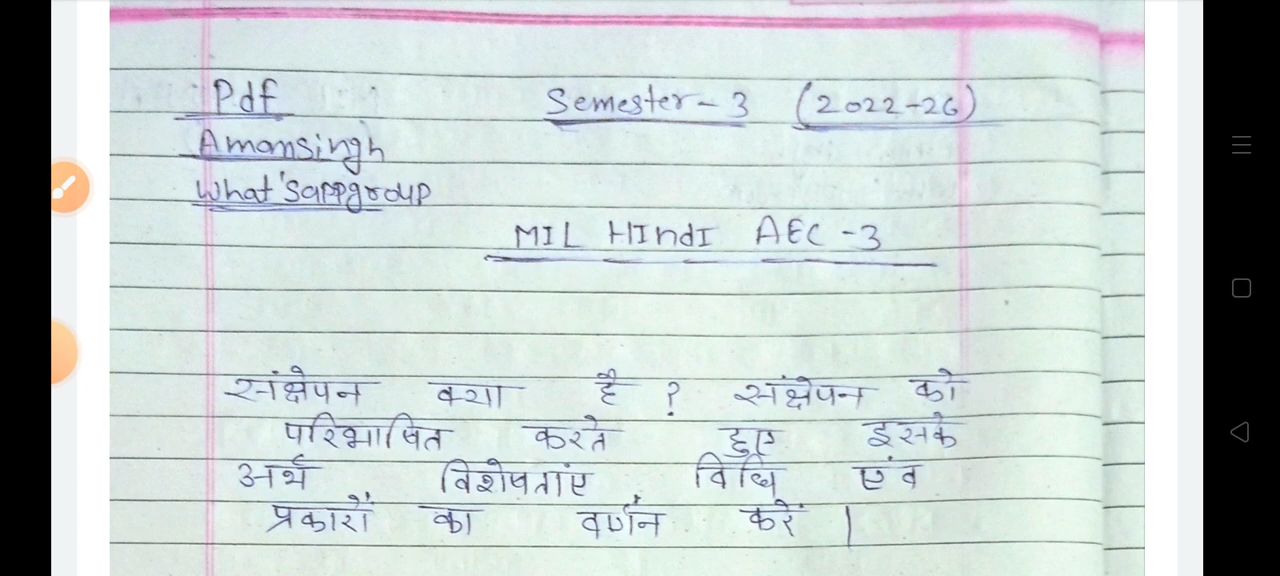 Pdf Semester-3 (2022-26)
Amansingh
What'sappgroup
MIL HIndI AEC-3
संक्षेपन क्या है ? संक्षेपन को
परिभाषित करते हुए इसके
अर्थ विशेषताएं विधि एंव
प्रकारों का वर्णन करें |